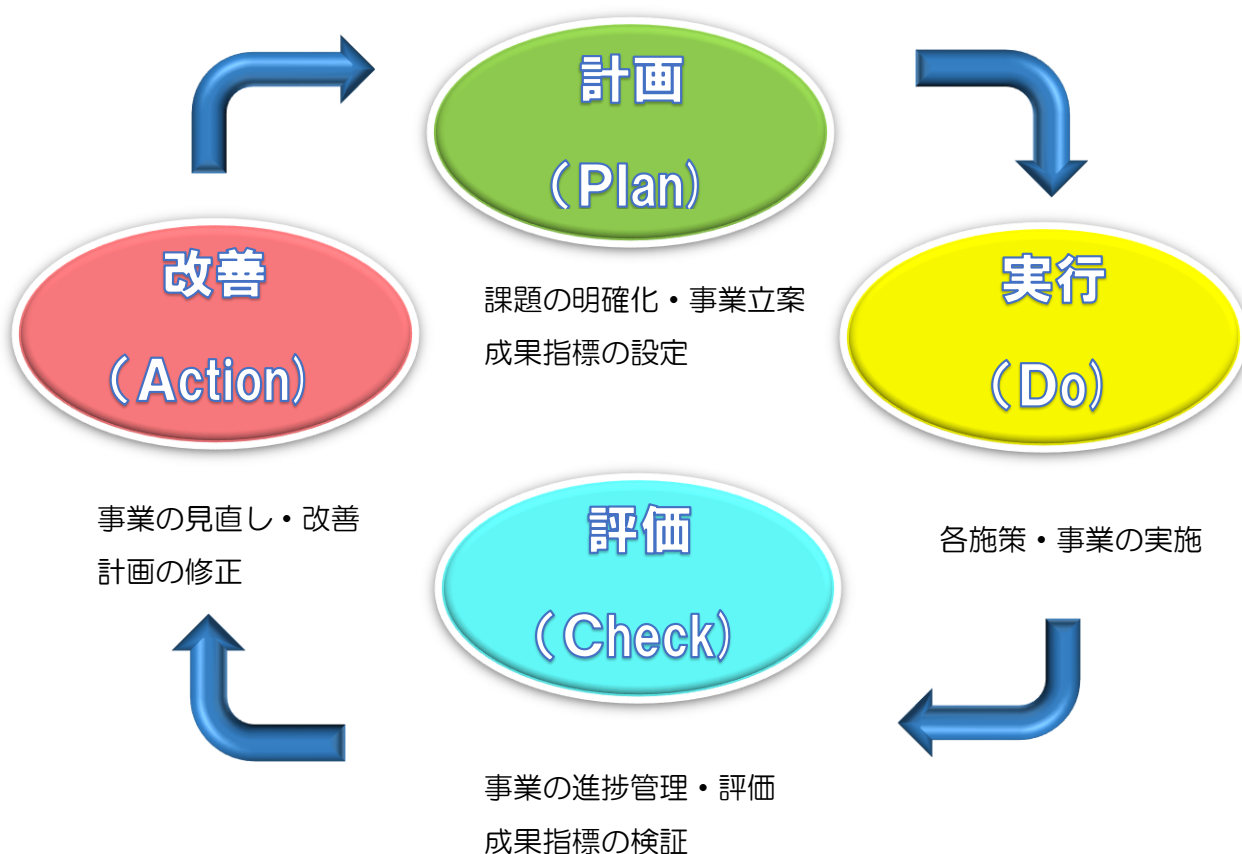 計画
（Plan）
課題の明確化・事業立案
成果指標の設定
実行
（Do）
各施策・事業の実施
評価
（Check）
事業の進捗管理・評価
成果指標の検証
改善
（Action）
事業の見直し・改善
計画の修正